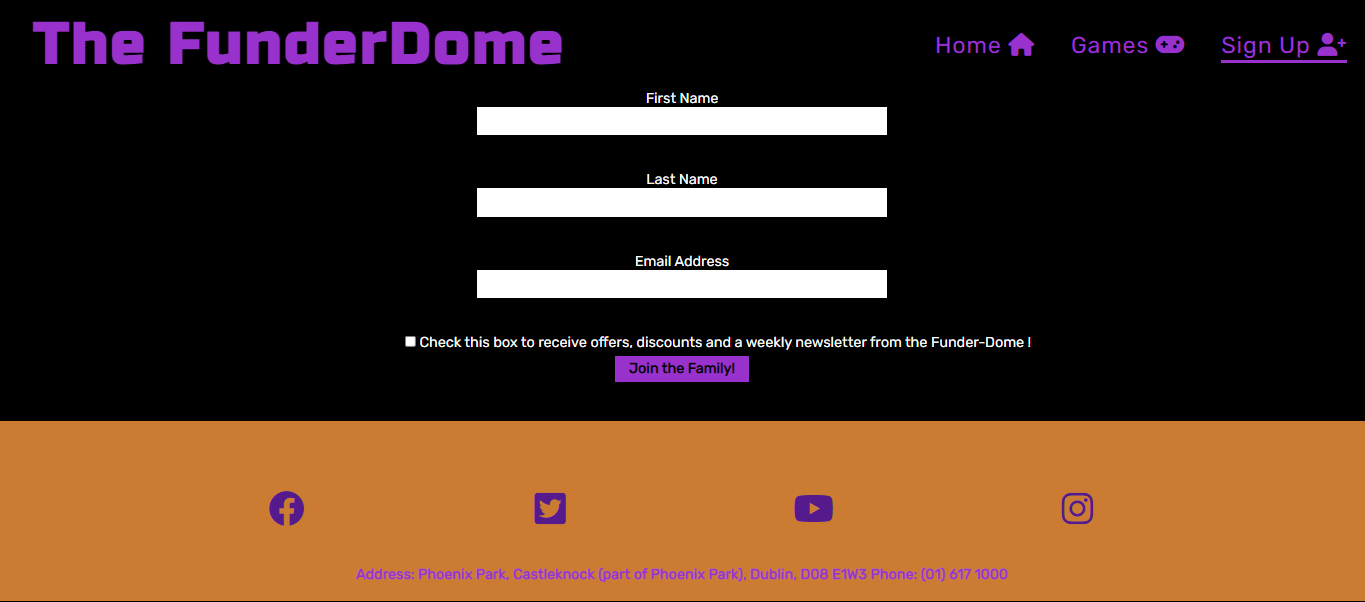 The FunderDome
Home
Games
Sign Up
First Name
Last Name
Email Address
Check this box to receive offers, discounts and a weekly newsletter from the Funder-Dome !
Join the Family!
Address: Phoenix Park, Castleknock (part of Phoenix Park), Dublin, D08 E1W3 Phone: (01) 617 1000